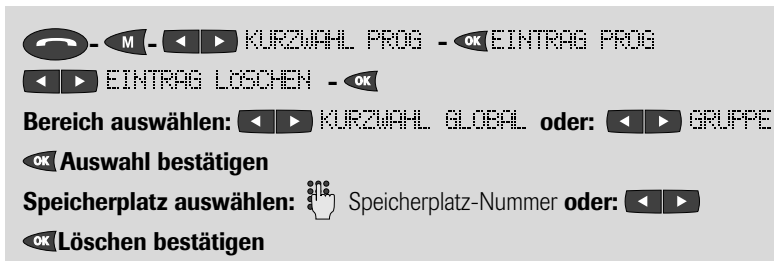 - M - KURZWAHL PROG - OK EINTRAG PROG
EINTRAG LÖSCHEN - OK
Bereich auswählen: KURZWAHL GLOBAL oder: GRUPPE
OK Auswahl bestätigen
Speicherplatz auswählen: Speicherplatz-Nummer oder:
OK Löschen bestätigen